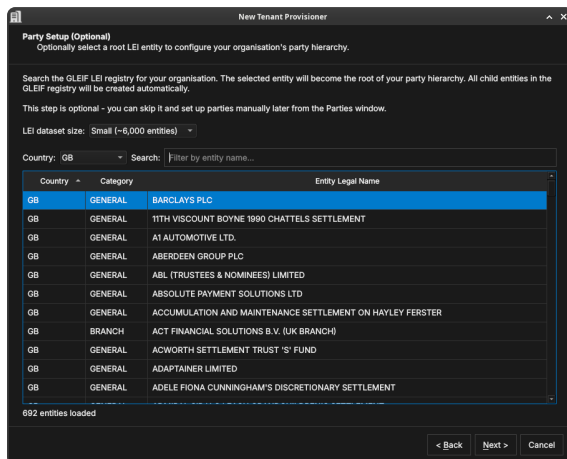 New Tenant Provisioner
Party Setup (Optional)
Optionally select a root LEI entity to configure your organisation's party hierarchy.
Search the GLEIF LEI registry for your organisation. The selected entity will become the root of your party hierarchy. All child entities in the
GLEIF registry will be created automatically.
This step is optional - you can skip it and set up parties manually later from the Parties window.
LEI dataset size: Small (~6,000 entities)
Country: GB Search: Filter by entity name...
Country Category Entity Legal Name
GB GENERAL BARCLAYS PLC
GB GENERAL 11TH VISCOUNT BOYNE 1990 CHATTELS SETTLEMENT
GB GENERAL A1 AUTOMOTIVE LTD.
GB GENERAL ABERDEEN GROUP PLC
GB GENERAL ABL (TRUSTEES & NOMINEES) LIMITED
GB GENERAL ABSOLUTE PAYMENT SOLUTIONS LTD
GB GENERAL ACCUMULATION AND MAINTENANCE SETTLEMENT ON HAYLEY FERSTER
GB BRANCH ACT FINANCIAL SOLUTIONS B.V. (UK BRANCH)
GB GENERAL ACWORTH SETTLEMENT TRUST 'S' FUND
GB GENERAL ADAPTAINER LIMITED
GB GENERAL ADELE FIONA CUNNINGHAM'S DISCRETIONARY SETTLEMENT
692 entities loaded
< Back Next > Cancel